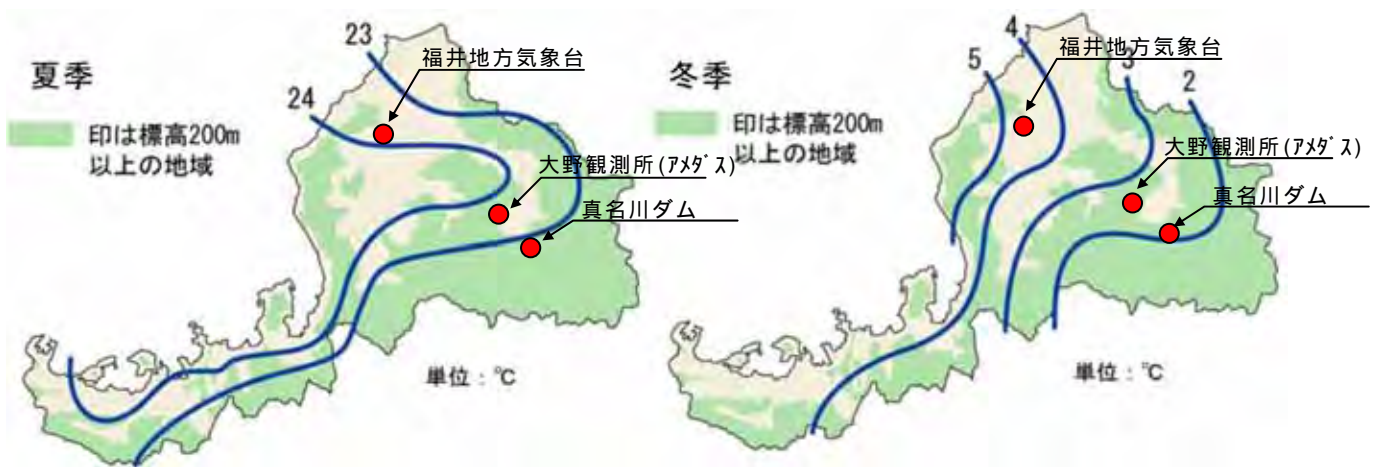 23
福井地方気象台
夏季
24
印は標高200m
以上の地域
大野観測所(アメダス)
真名川ダム
単位：℃
4
福井地方気象台
5
冬季
3
2
印は標高200m
以上の地域
大野観測所(アメダス)
真名川ダム
単位：℃